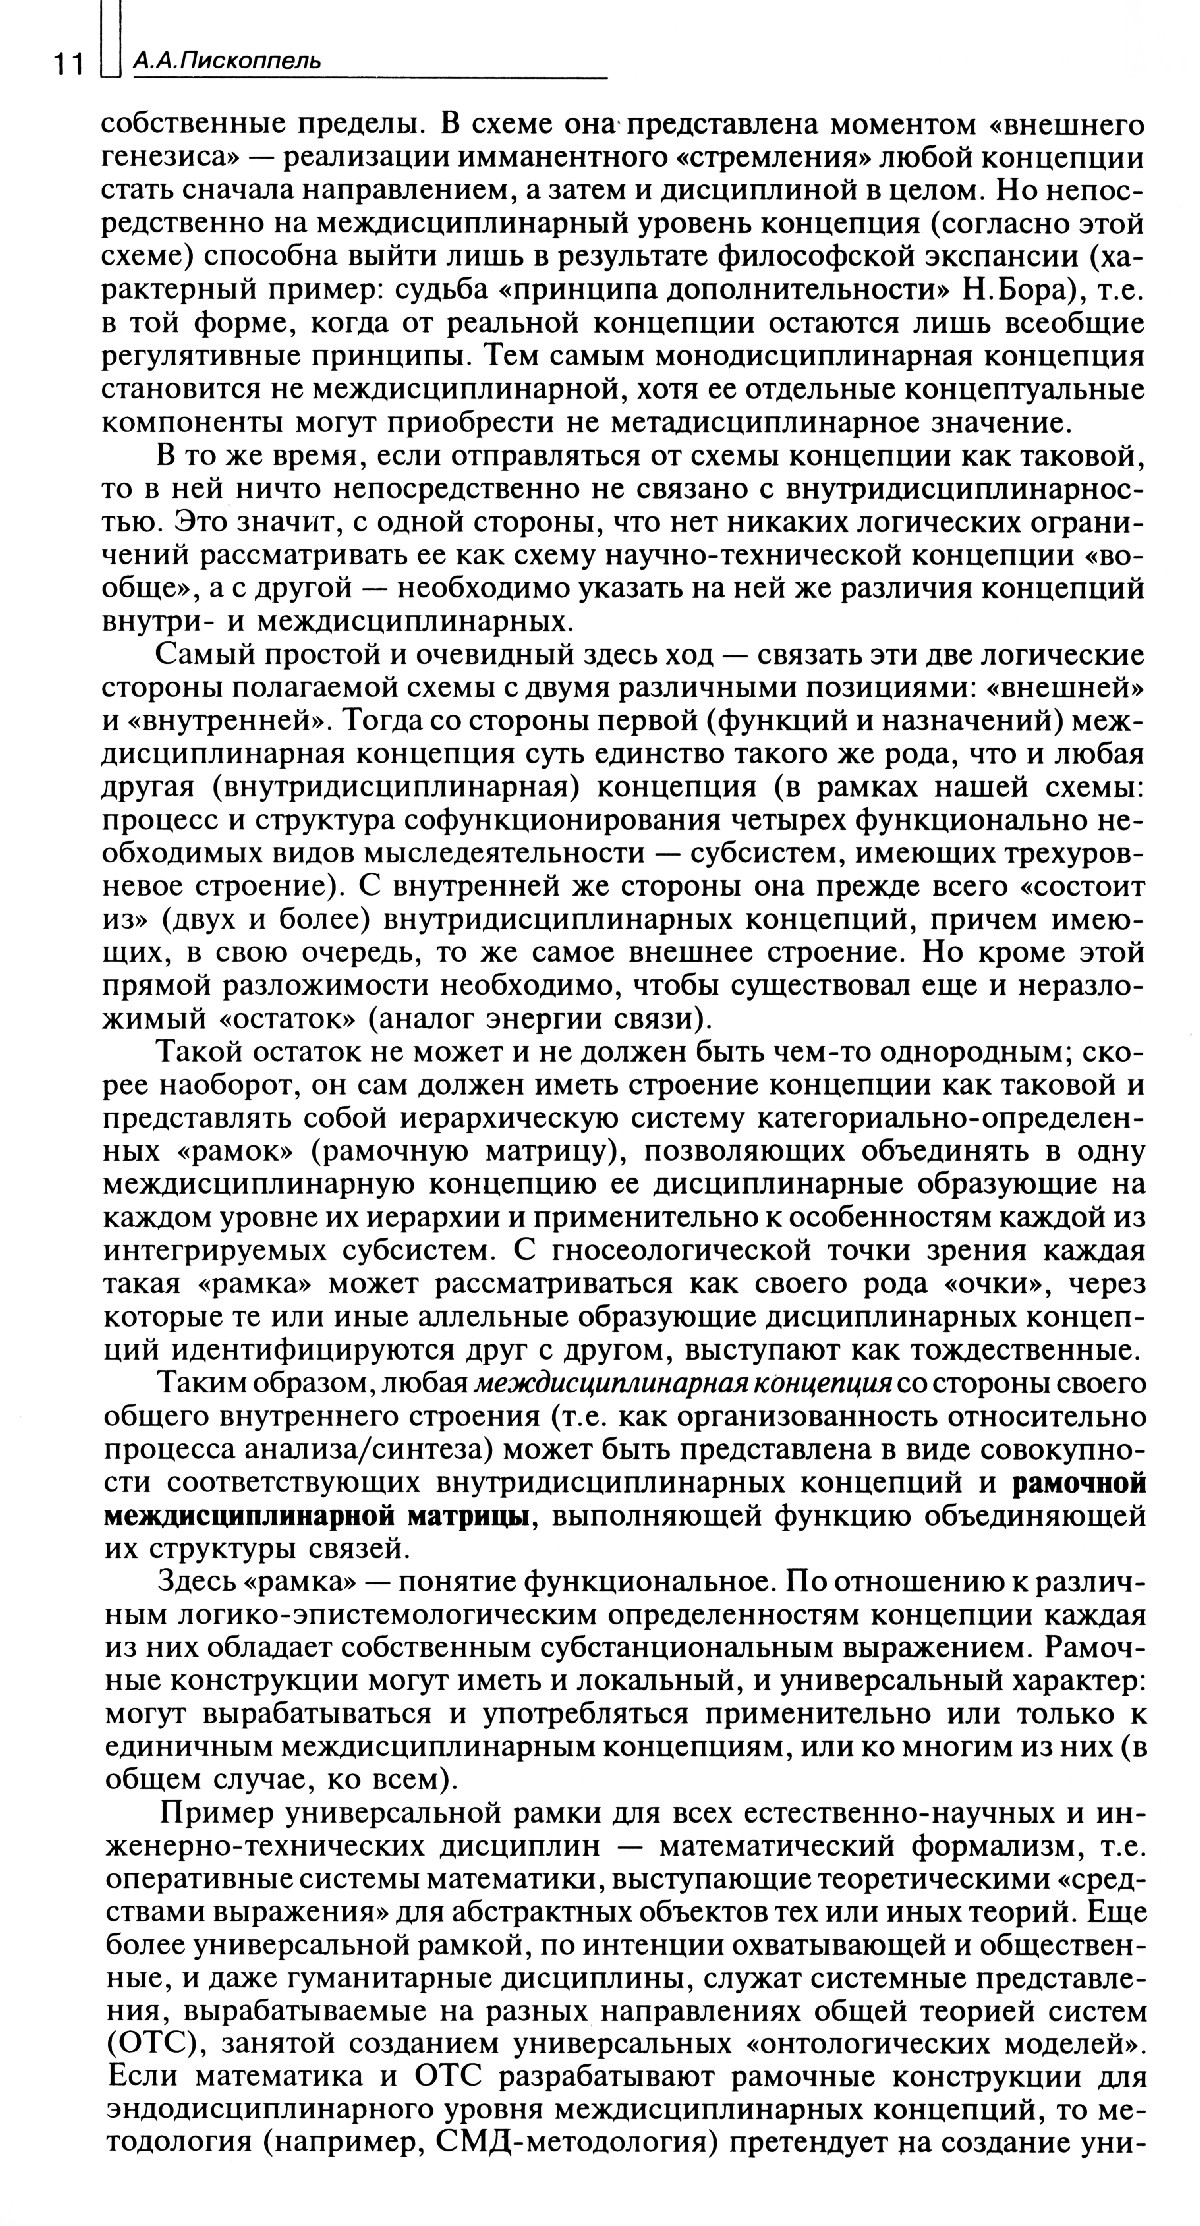 11
А.А.Пископпель
собственные пределы. В схеме она представлена моментом «внешнего
генезиса» — реализации имманентного «стремления» любой концепции
стать сначала направлением, а затем и дисциплиной в целом. Но непос-
редственно на междисциплинарный уровень концепция (согласно этой
схеме) способна выйти лишь в результате философской экспансии (ха-
рактерный пример: судьба «принципа дополнительности» Н.Бора), т.е.
в той форме, когда от реальной концепции остаются лишь всеобщие
регулятивные принципы. Тем самым монодисциплинарная концепция
становится не междисциплинарной, хотя ее отдельные концептуальные
компоненты могут приобрести не метадисциплинарное значение.
В то же время, если отправляться от схемы концепции как таковой,
то в ней ничто непосредственно не связано с внутридисциплинарнос-
тью. Это значит, с одной стороны, что нет никаких логических ограни-
чений рассматривать ее как схему научно-технической концепции «во-
обще», а с другой — необходимо указать на ней же различия концепций
внутри- и междисциплинарных.
Самый простой и очевидный здесь ход — связать эти две логические
стороны полагаемой схемы с двумя различными позициями: «внешней»
и «внутренней». Тогда со стороны первой (функций и назначений) меж-
дисциплинарная концепция суть единство такого же рода, что и любая
другая (внутридисциплинарная) концепция (в рамках нашей схемы:
процесс и структура софункционирования четырех функционально не-
обходимых видов мыследеятельности — субсистем, имеющих трехуров-
невое строение). С внутренней же стороны она прежде всего «состоит
из» (двух и более) внутридисциплинарных концепций, причем имею-
щих, в свою очередь, то же самое внешнее строение. Но кроме этой
прямой разложимости необходимо, чтобы существовал еще и неразло-
жимый «остаток» (аналог энергии связи).
Такой остаток не может и не должен быть чем-то однородным; ско-
рее наоборот, он сам должен иметь строение концепции как таковой и
представлять собой иерархическую систему категориально-определен-
ных «рамок» (рамочную матрицу), позволяющих объединять в одну
междисциплинарную концепцию ее дисциплинарные образующие на
каждом уровне их иерархии и применительно к особенностям каждой из
интегрируемых субсистем. С гносеологической точки зрения каждая
такая «рамка» может рассматриваться как своего рода «очки», через
которые те или иные аллельные образующие дисциплинарных концеп-
ций идентифицируются друг с другом, выступают как тождественные.
Таким образом, любая междисциплинарная концепция со стороны своего
общего внутреннего строения (т.е. как организованность относительно
процесса анализа/синтеза) может быть представлена в виде совокупно-
сти соответствующих внутридисциплинарных концепций и рамочной
междисциплинарной матрицы, выполняющей функцию объединяющей
их структуры связей.
Здесь «рамка» — понятие функциональное. По отношению к различ-
ным логико-эпистемологическим определенностям концепции каждая
из них обладает собственным субстанциональным выражением. Рамоч-
ные конструкции могут иметь и локальный, и универсальный характер:
могут вырабатываться и употребляться применительно или только к
единичным междисциплинарным концепциям, или ко многим из них (в
общем случае, ко всем).
Пример универсальной рамки для всех естественно-научных и ин-
женерно-технических дисциплин — математический формализм, т.е.
оперативные системы математики, выступающие теоретическими «сред-
ствами выражения» для абстрактных объектов тех или иных теорий. Еще
более универсальной рамкой, по интенции охватывающей и обществен-
ные, и даже гуманитарные дисциплины, служат системные представле-
ния, вырабатываемые на разных направлениях общей теорией систем
(ОТС), занятой созданием универсальных «онтологических моделей».
Если математика и ОТС разрабатывают рамочные конструкции для
эндодисциплинарного уровня междисциплинарных концепций, то ме-
тодология (например, СМД-методология) претендует на создание уни-